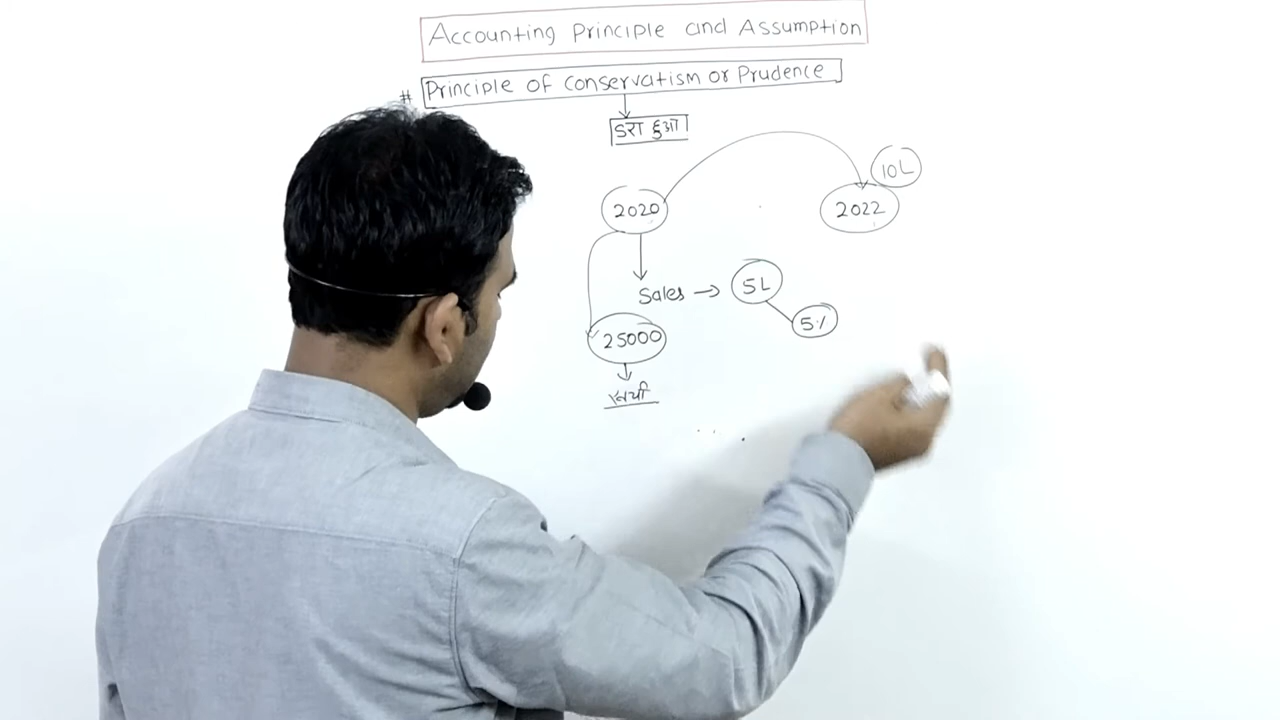 Accounting Principle and Assumption
# Principle of Conservatism or Prudence
डरा हुआ
10L
2020
2022
Sales → 5L
5%
25000
खर्चा